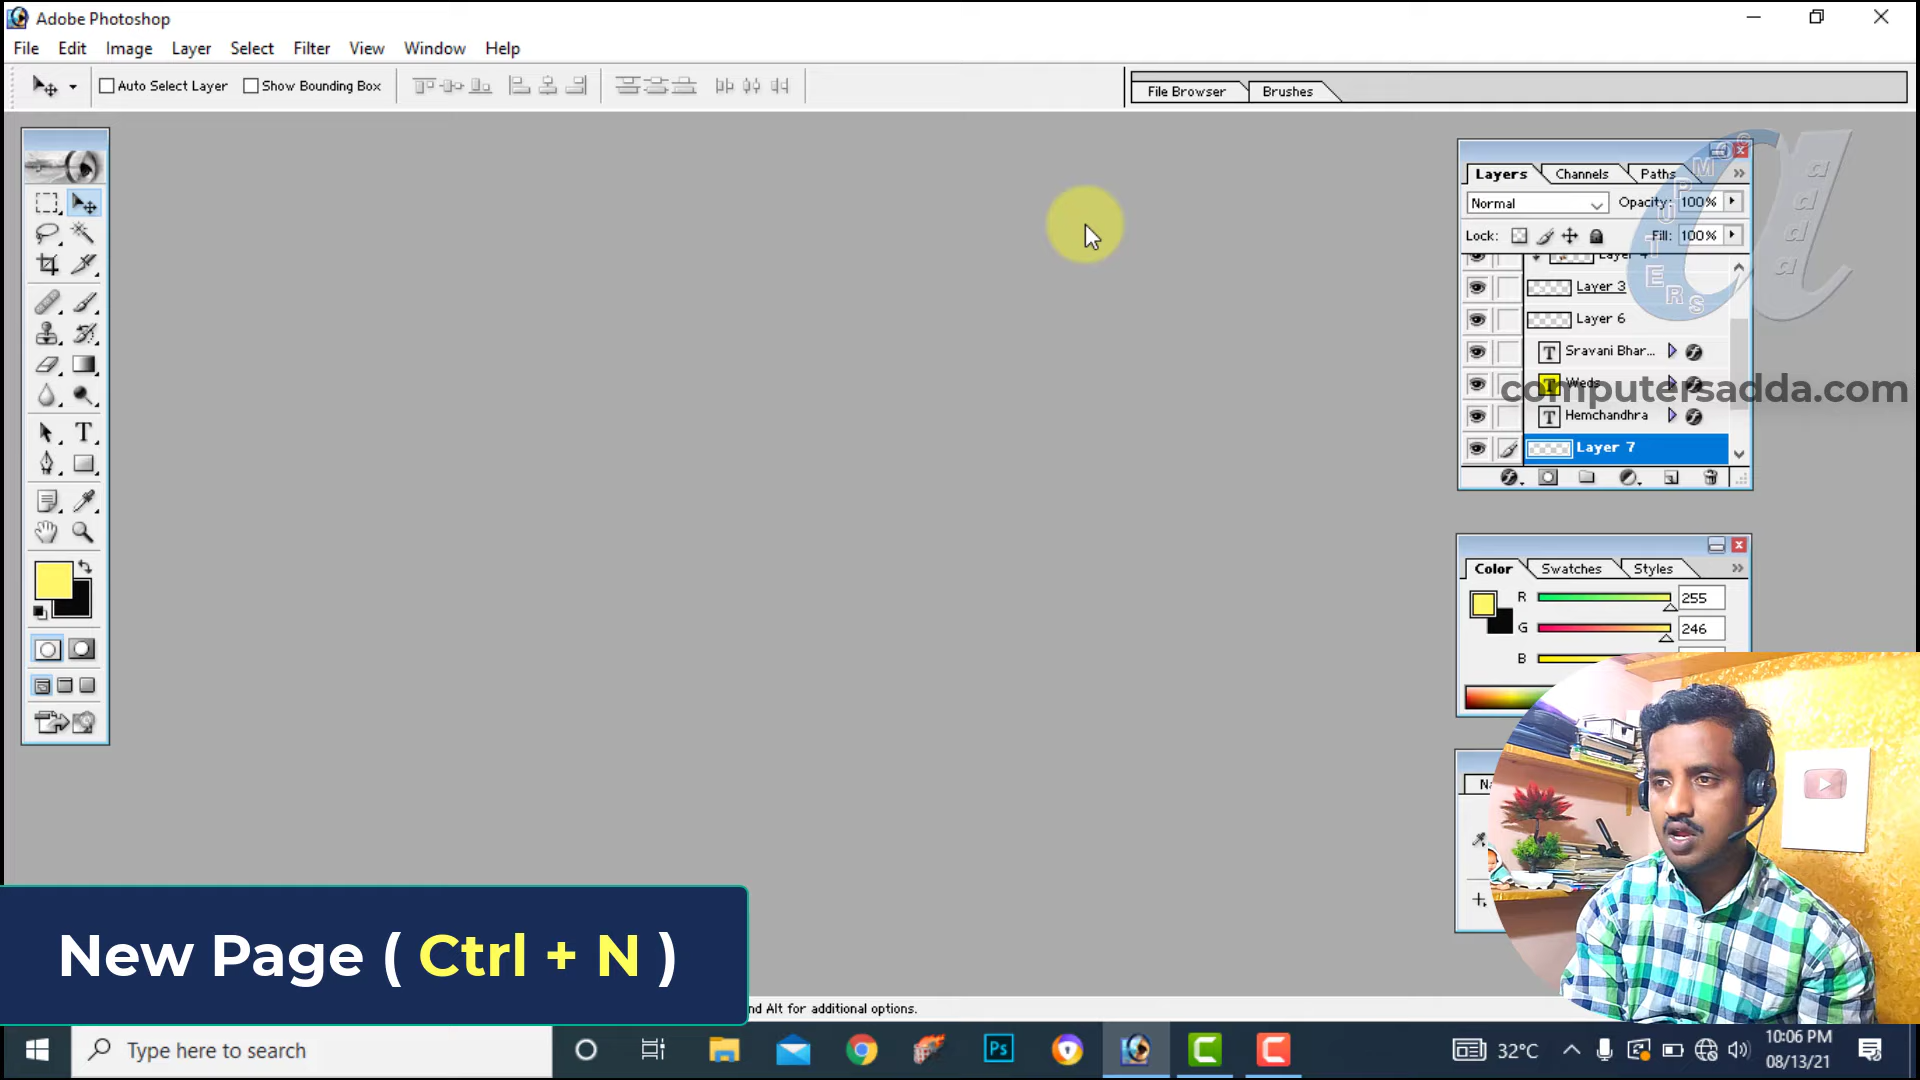 Adobe Photoshop
File Edit Image Layer Select Filter View Window Help
Auto Select Layer Show Bounding Box
File Browser Brushes
Layers Channels Paths
Normal Opacity: 100%
Lock: Fill: 100%
Layer 4
Layer 3
Layer 6
T Sravani Bhar...
T Weds
T Hemchandhra
Layer 7
COMPUTERS
adda
computersadda.com
T
Color Swatches Styles
R 255
G 246
B
New Page ( Ctrl + N )
nd Alt for additional options.
Type here to search
Ps
32°C
10:06 PM
08/13/21